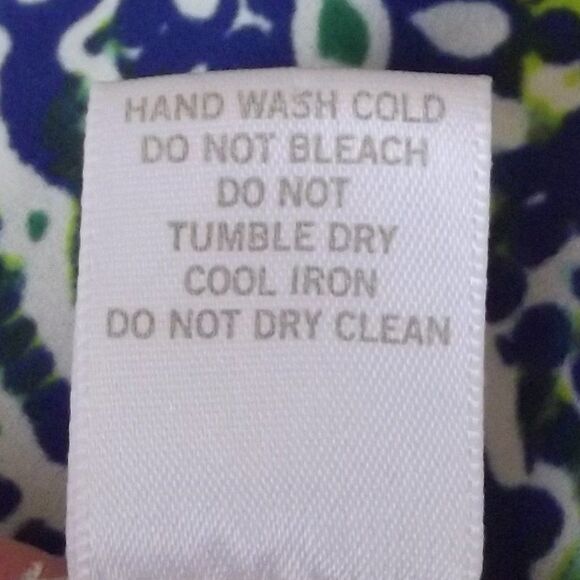 HAND WASH COLD
DO NOT BLEACH
DO NOT
TUMBLE DRY
COOL IRON
DO NOT DRY CLEAN